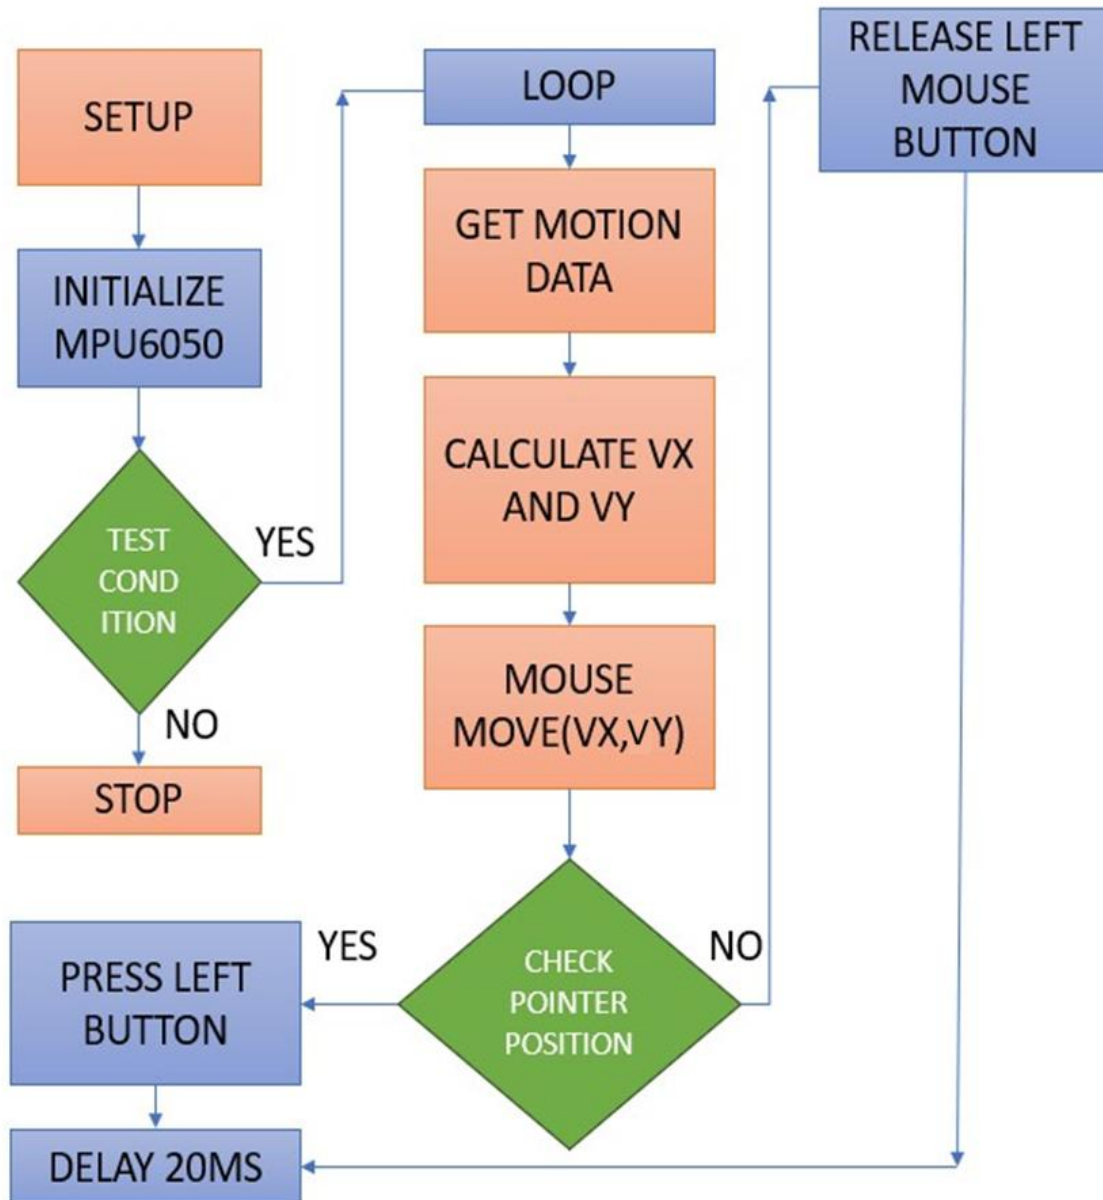 SETUP
INITIALIZE
MPU6050
TEST
COND
ITION
YES
NO
STOP
LOOP
GET MOTION
DATA
CALCULATE VX
AND VY
MOUSE
MOVE(VX,VY)
CHECK
POINTER
POSITION
YES
NO
PRESS LEFT
BUTTON
DELAY 20MS
RELEASE LEFT
MOUSE
BUTTON